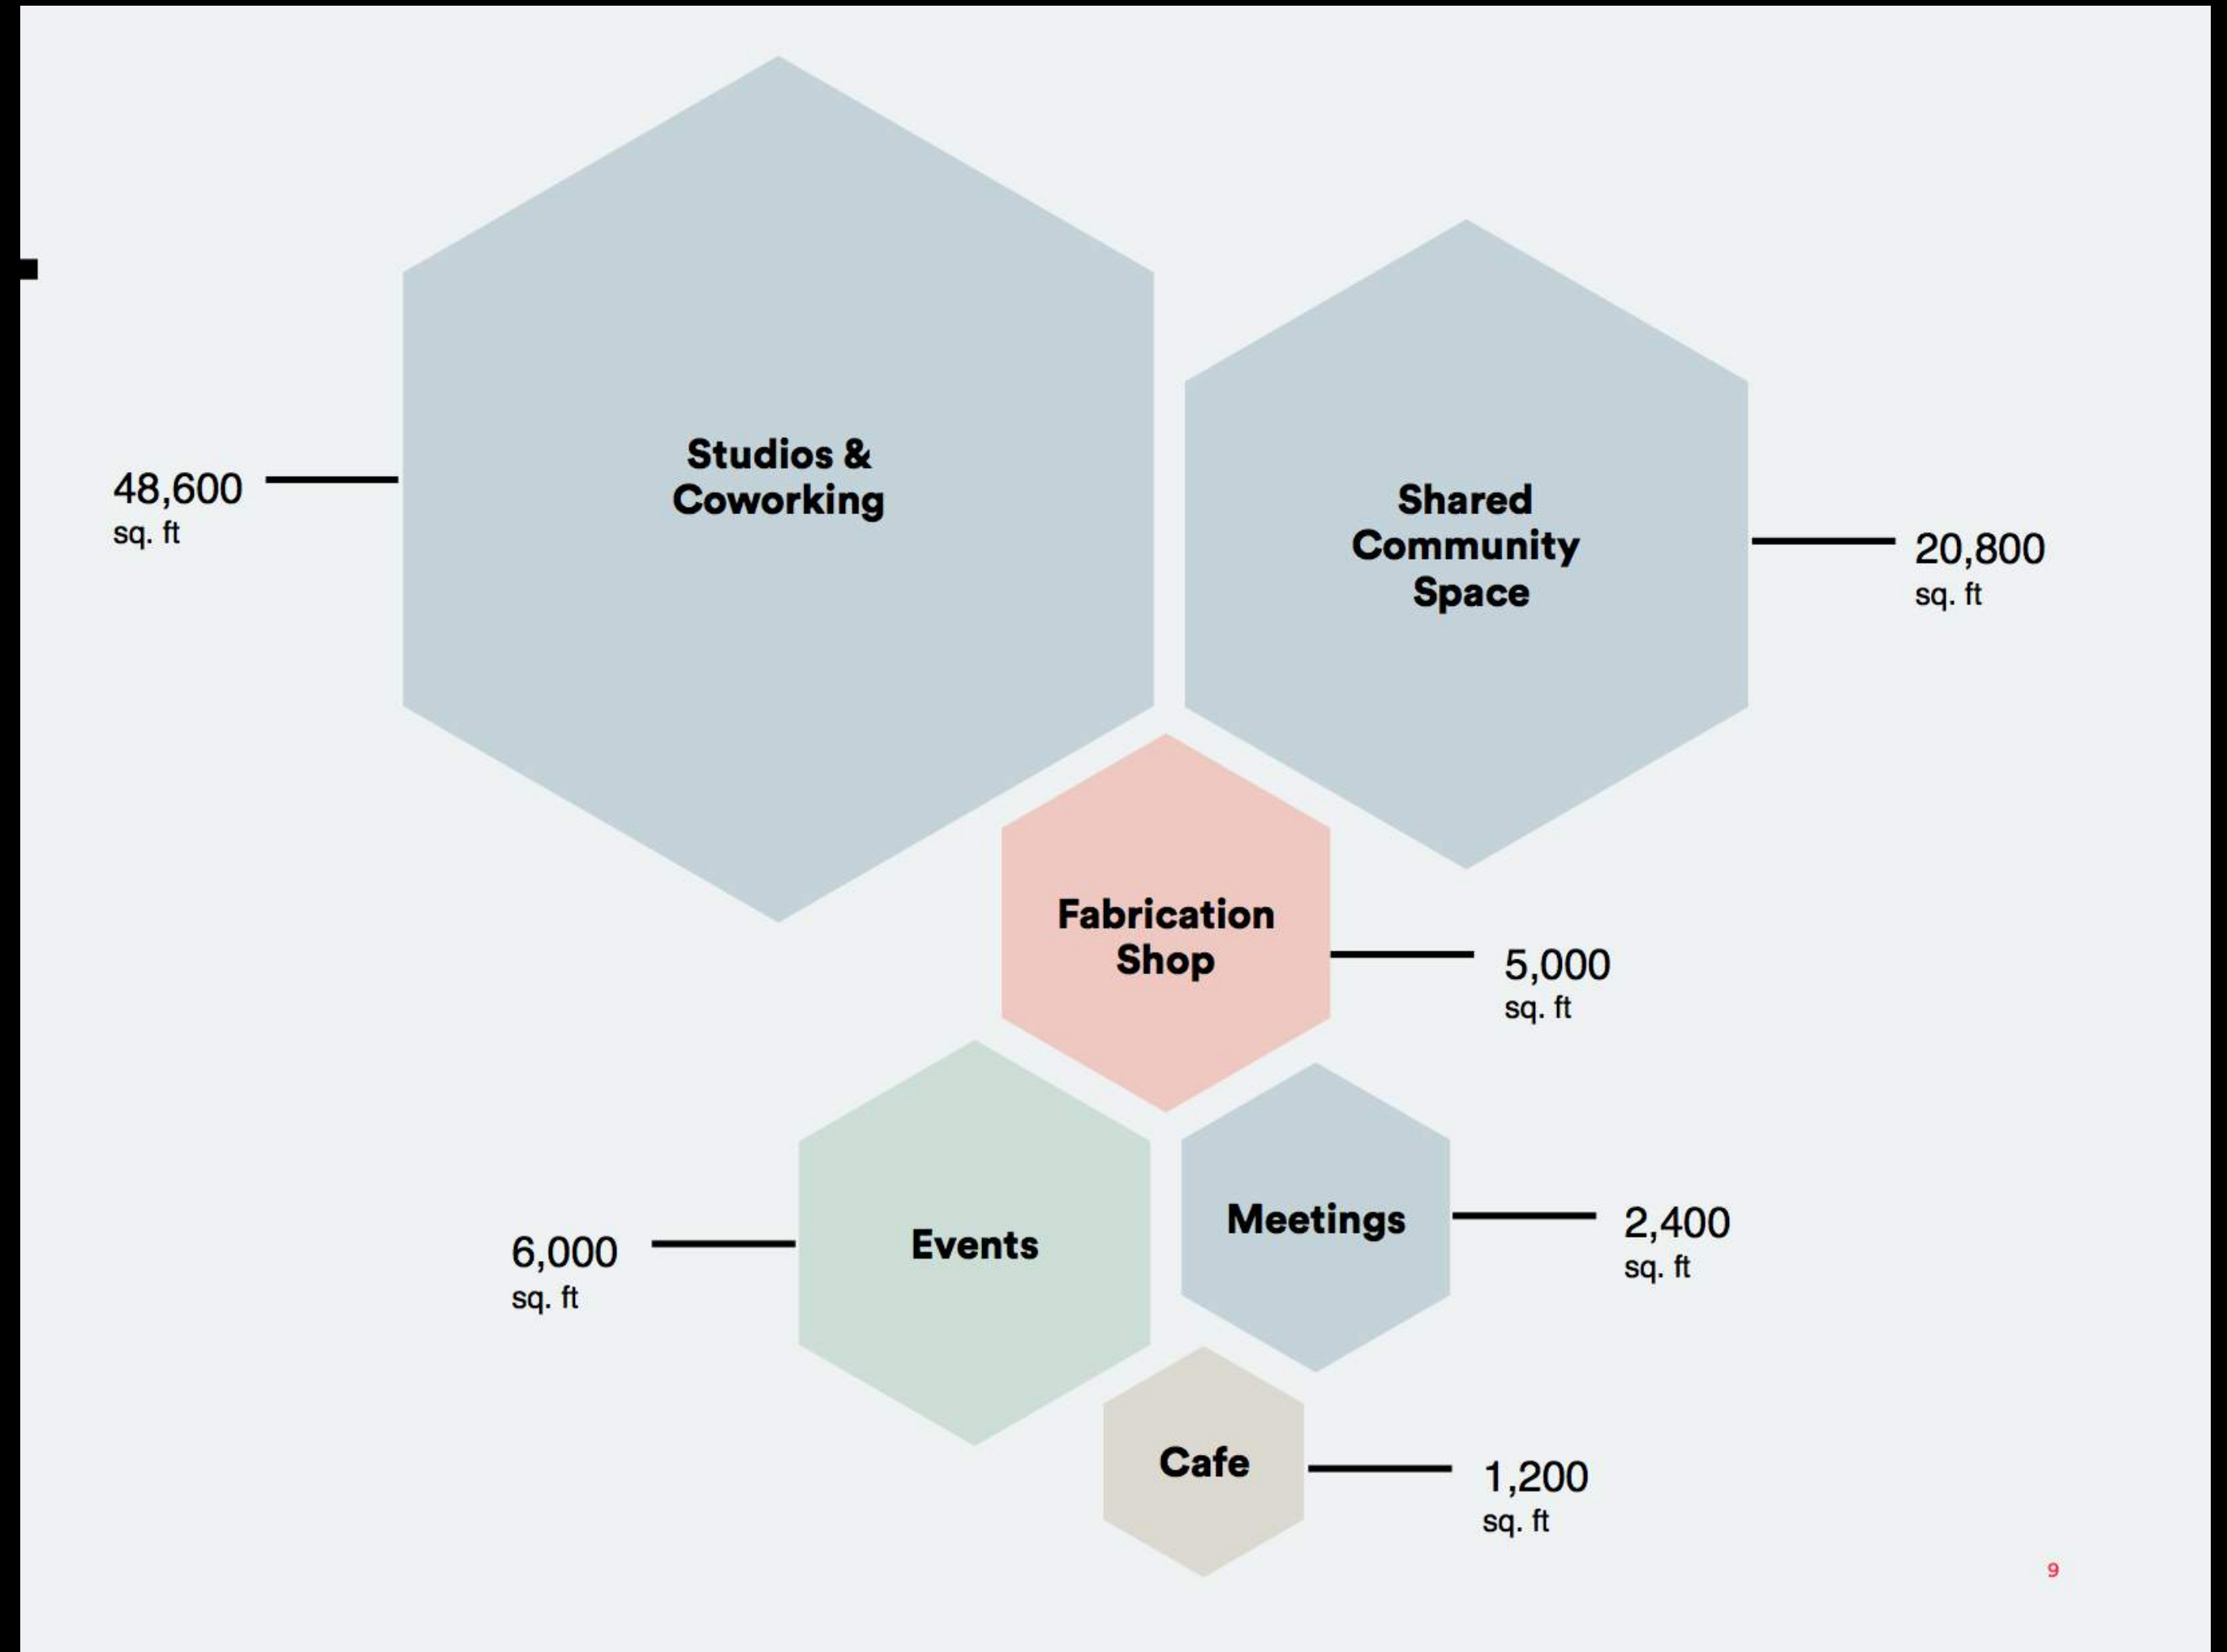 Studios &
Coworking
48,600
sq. ft
Shared
Community
Space
20,800
sq. ft
Fabrication
Shop
5,000
sq. ft
Events
6,000
sq. ft
Meetings
2,400
sq. ft
Cafe
1,200
sq. ft
9